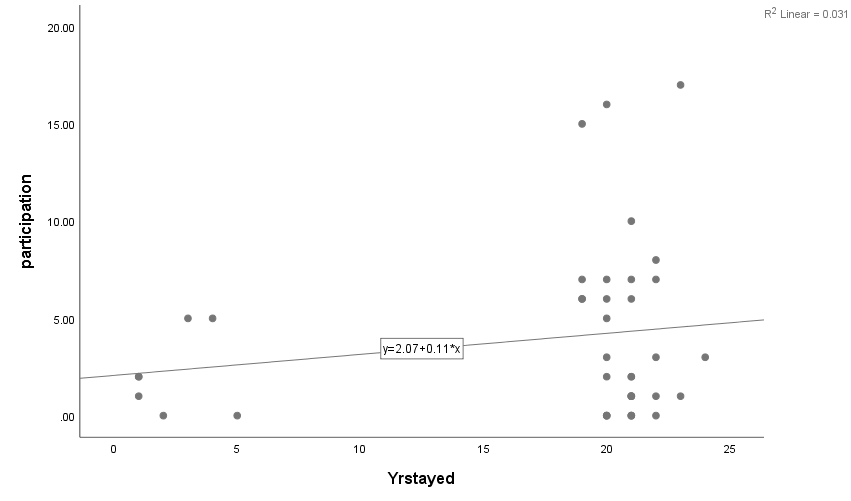 R² Linear = 0.031
20.00
15.00
10.00
5.00
.00
participation
y=2.07+0.11*x
0 5 10 15 20 25
Yrstayed